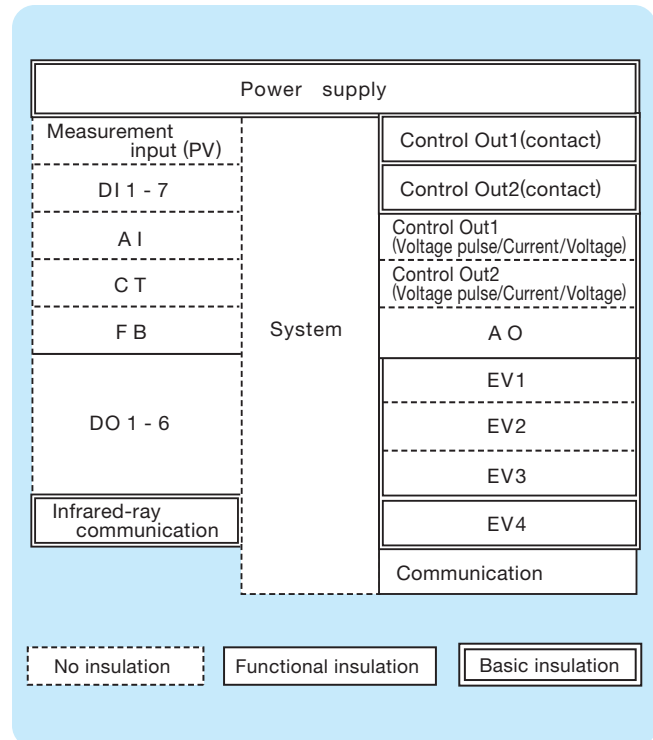 Power supply
Measurement
input (PV)
DI 1 - 7
A I
C T
F B
DO 1 - 6
Infrared-ray
communication
System
Control Out1(contact)
Control Out2(contact)
Control Out1
(Voltage pulse/Current/Voltage)
Control Out2
(Voltage pulse/Current/Voltage)
A O
EV1
EV2
EV3
EV4
Communication
No insulation
Functional insulation
Basic insulation